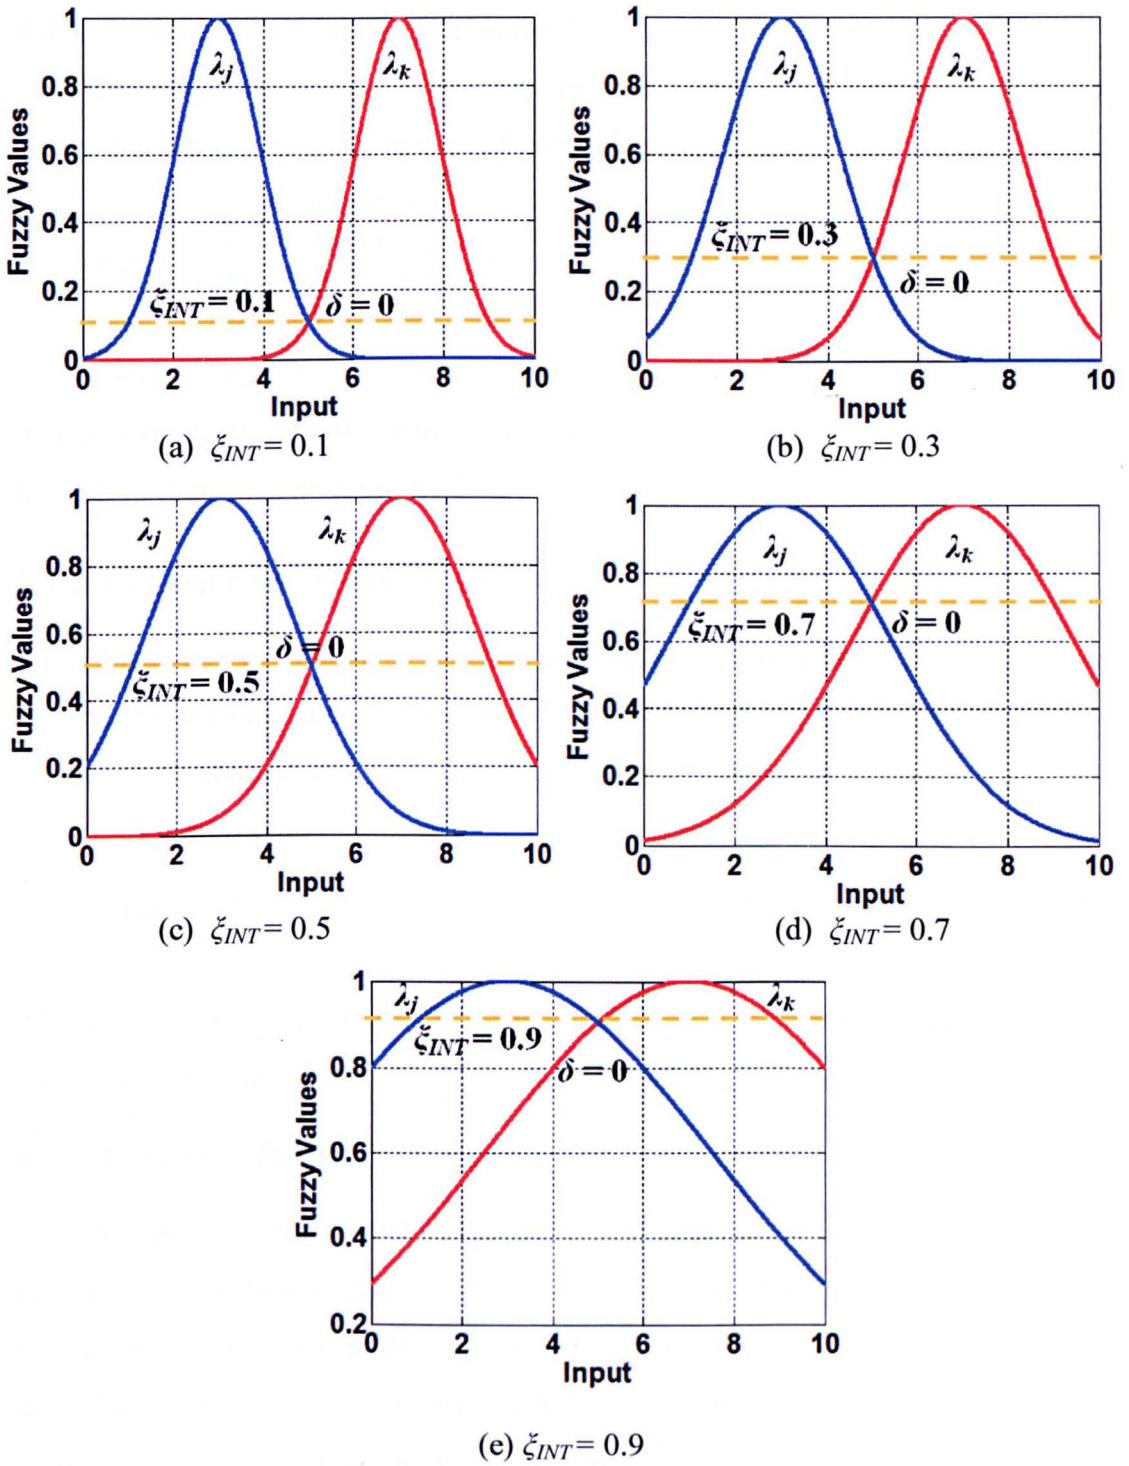 1
0.8
0.6
0.4
0.2
0
Fuzzy Values
λj
λk
ξINT = 0.1
δ = 0
0 2 4 6 8 10
Input
(a) ξINT = 0.1
1
0.8
0.6
0.4
0.2
0
Fuzzy Values
λj
λk
ξINT = 0.3
δ = 0
0 2 4 6 8 10
Input
(b) ξINT = 0.3
1
0.8
0.6
0.4
0.2
0
Fuzzy Values
λj
λk
δ = 0
ξINT = 0.5
0 2 4 6 8 10
Input
(c) ξINT = 0.5
1
0.8
0.6
0.4
0.2
0
Fuzzy Values
λj
λk
ξINT = 0.7
δ = 0
0 2 4 6 8 10
Input
(d) ξINT = 0.7
1
0.8
0.6
0.4
0.2
Fuzzy Values
λj
λk
ξINT = 0.9
δ = 0
0 2 4 6 8 10
Input
(e) ξINT = 0.9